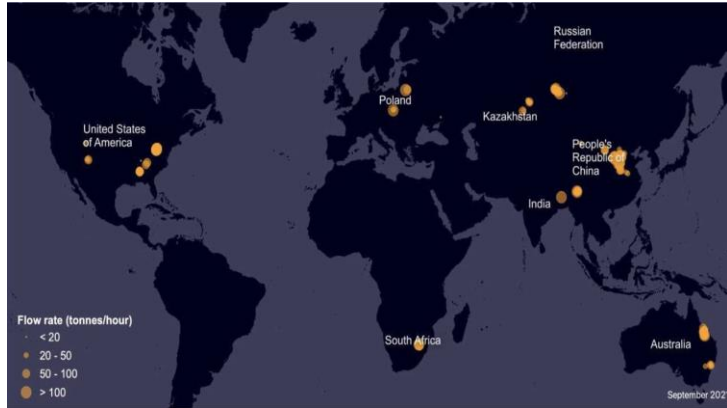 Russian
Federation
Poland
Kazakhstan
United States
of America
People's
Republic of
China
India
South Africa
Australia
Flow rate (tonnes/hour)
< 20
20 - 50
50 - 100
> 100
September 202